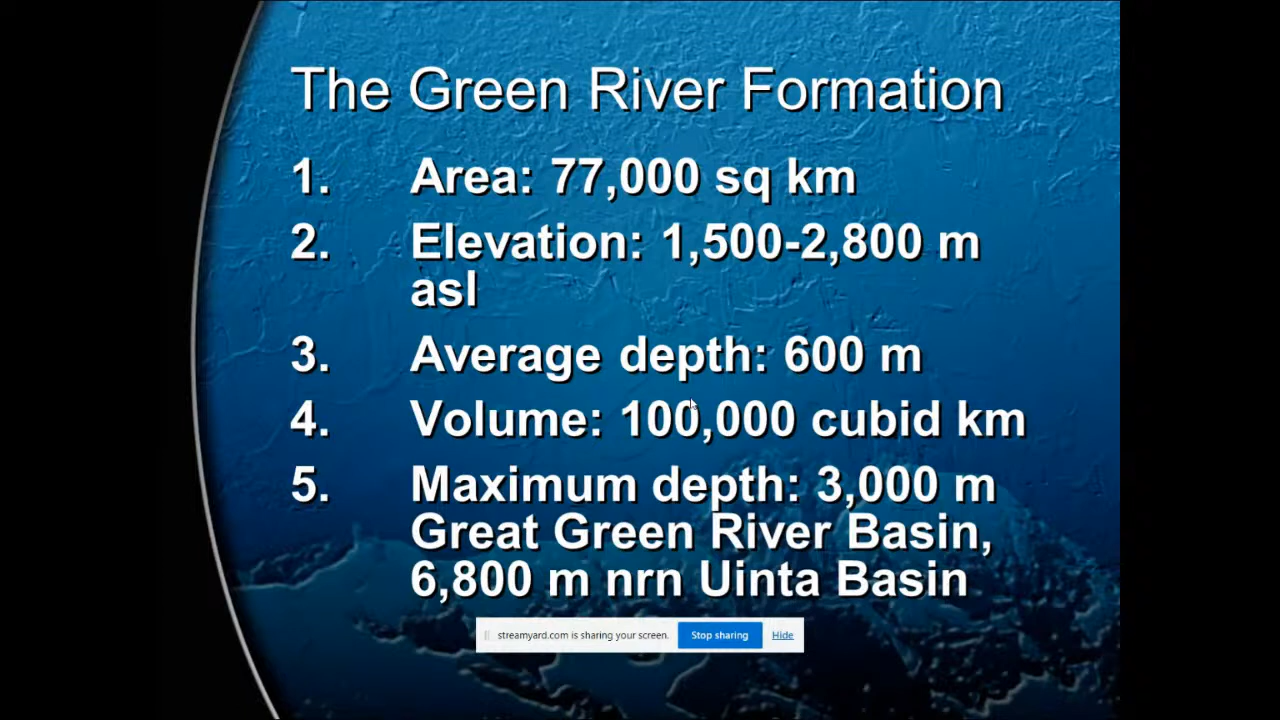 The Green River Formation
1. Area: 77,000 sq km
2. Elevation: 1,500-2,800 m
asl
3. Average depth: 600 m
4. Volume: 100,000 cubid km
5. Maximum depth: 3,000 m
Great Green River Basin,
6,800 m nrn Uinta Basin
streamyard.com is sharing your screen. Stop sharing Hide